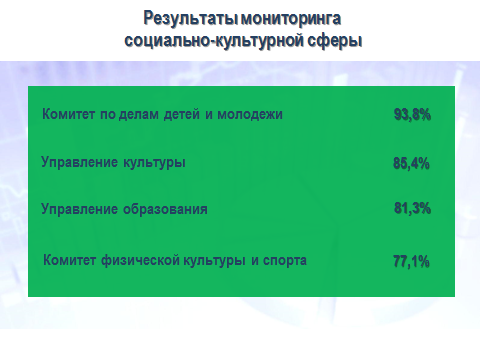 Результаты мониторинга
социально-культурной сферы
Комитет по делам детей и молодежи 93,8%
Управление культуры 85,4%
Управление образования 81,3%
Комитет физической культуры и спорта 77,1%